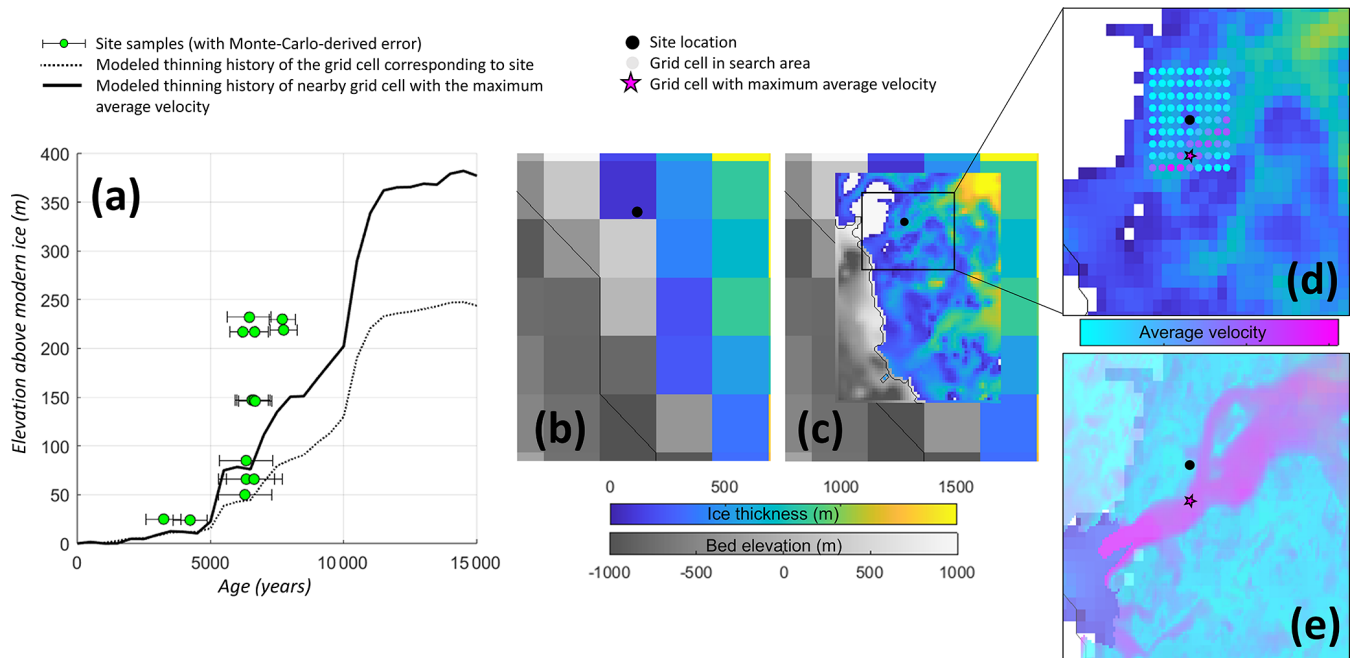 Site samples (with Monte-Carlo-derived error)
Modeled thinning history of the grid cell corresponding to site
Modeled thinning history of nearby grid cell with the maximum
average velocity
Site location
Grid cell in search area
Grid cell with maximum average velocity
(a)
Elevation above modern ice (m)
400
350
300
250
200
150
100
50
0
0
5000
10 000
15 000
Age (years)
(b)
(c)
0
500
1000
1500
Ice thickness (m)
Bed elevation (m)
-1000
-500
0
500
1000
(d)
Average velocity
(e)